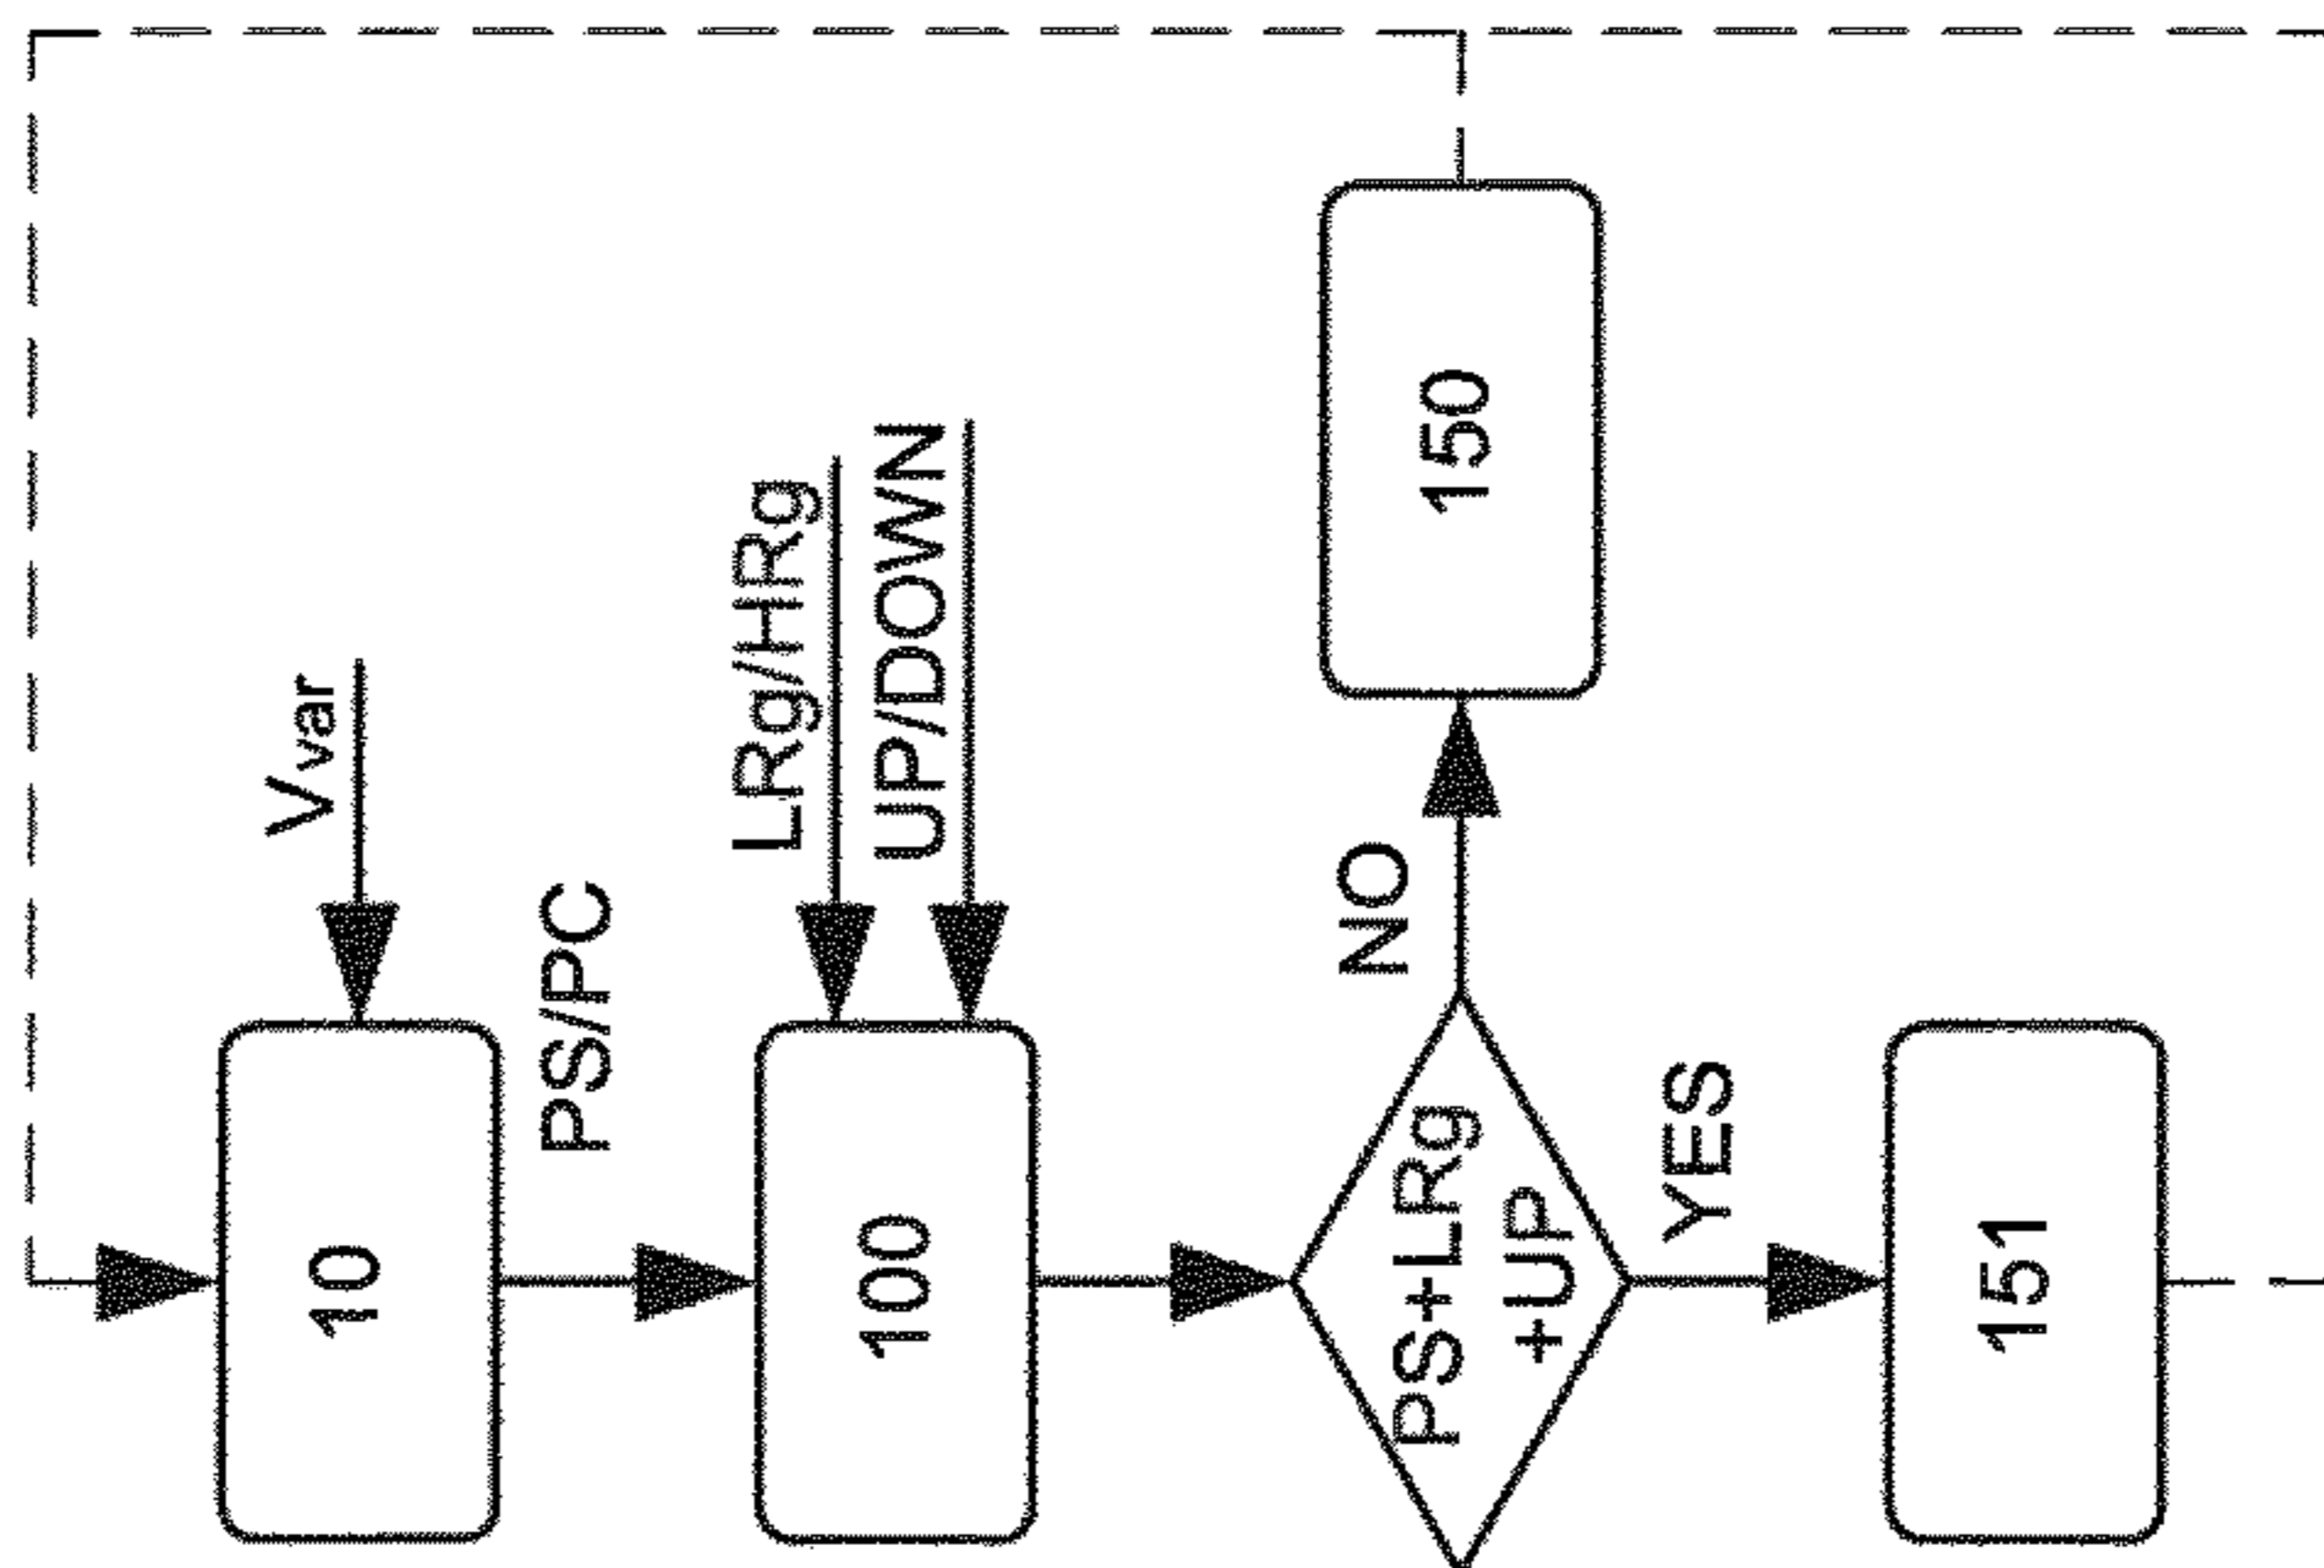 10
Vvar
PS/PC
100
LRg/HRg
UP/DOWN
PS+LRg
+UP
NO
150
YES
151